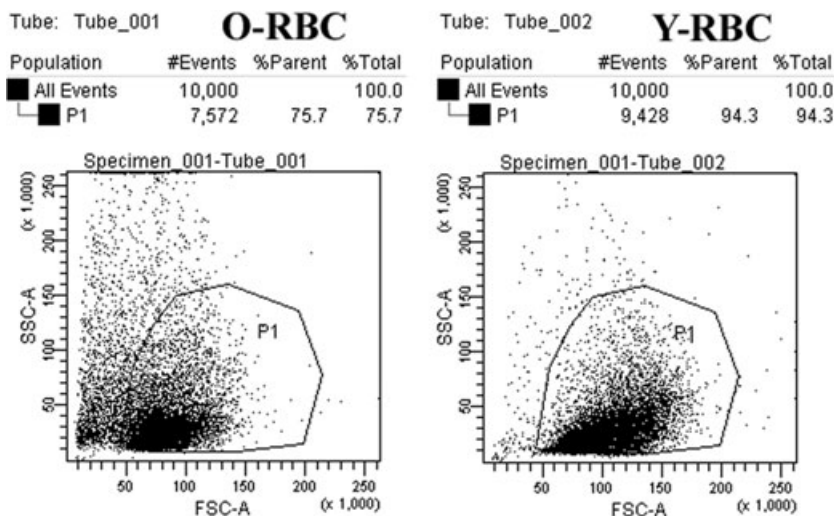 Tube: Tube_001 O-RBC
Population #Events %Parent %Total
All Events 10,000 100.0
P1 7,572 75.7 75.7
Specimen_001-Tube_001
(x 1,000)
250
200
150
100
50
SSC-A
P1
50 100 150 200 250
FSC-A (x 1,000)
Tube: Tube_002 Y-RBC
Population #Events %Parent %Total
All Events 10,000 100.0
P1 9,428 94.3 94.3
Specimen_001-Tube_002
(x 1,000)
250
200
150
100
50
SSC-A
P1
50 100 150 200 250
FSC-A (x 1,000)